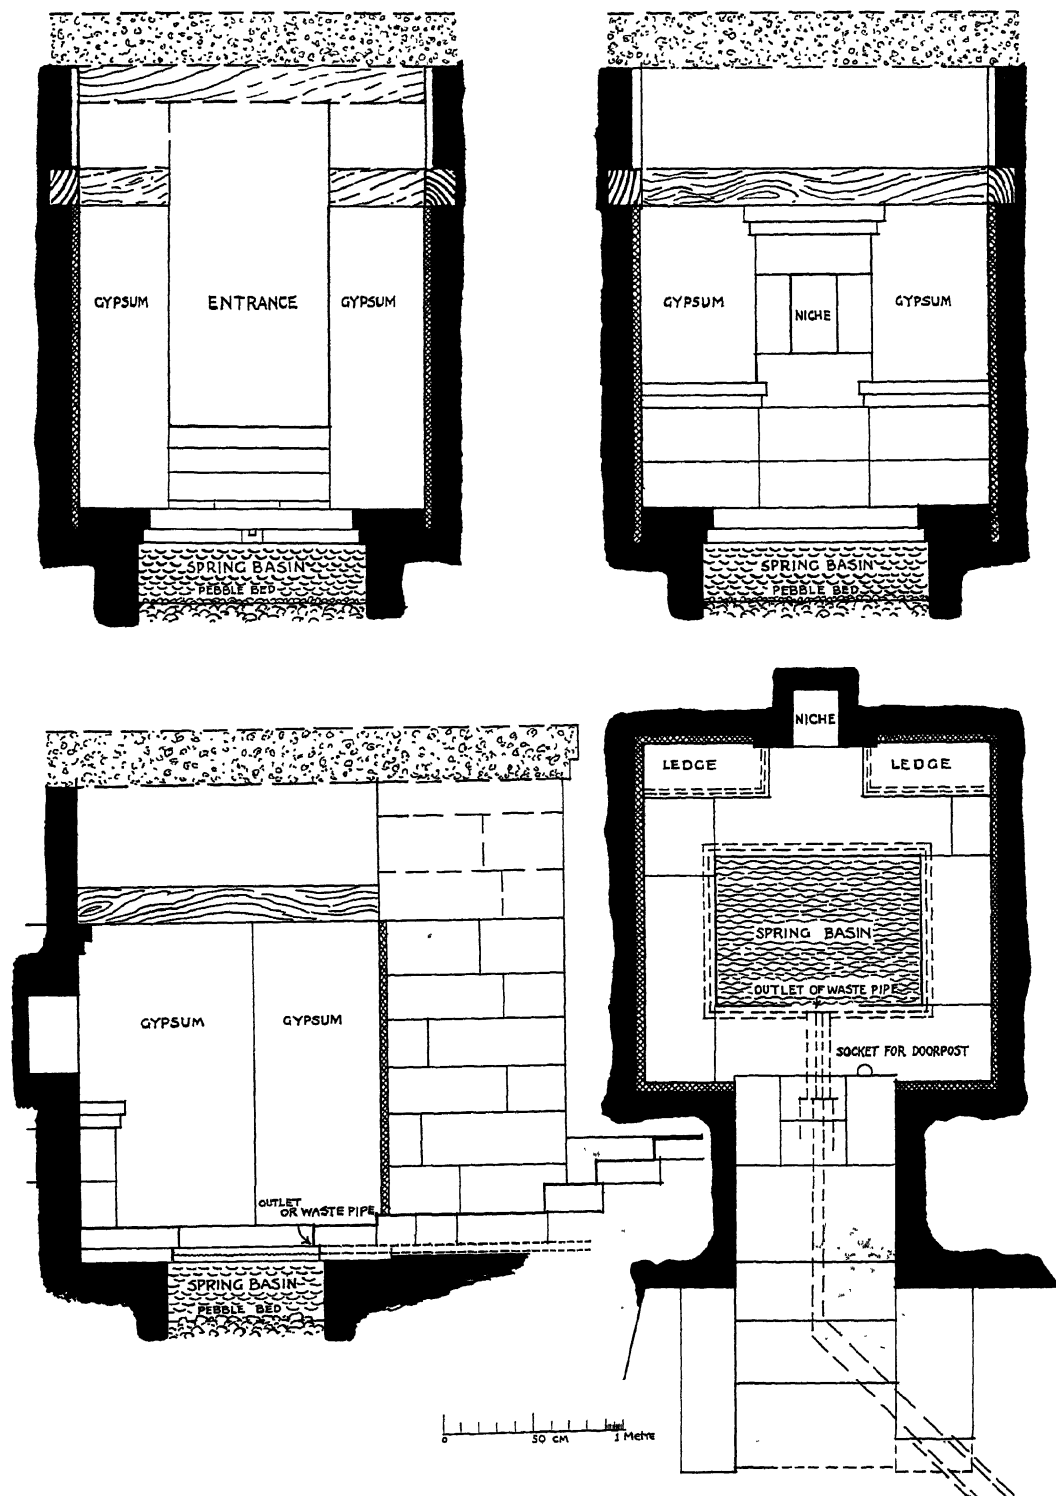 GYPSUM
ENTRANCE
GYPSUM
SPRING BASIN
PEBBLE BED
GYPSUM
NICHE
GYPSUM
SPRING BASIN
PEBBLE BED
GYPSUM
GYPSUM
OUTLET
OR WASTE PIPE
SPRING BASIN
PEBBLE BED
NICHE
LEDGE
LEDGE
SPRING BASIN
OUTLET OF WASTE PIPE
SOCKET FOR DOORPOST
0 50 CM 1 Metre